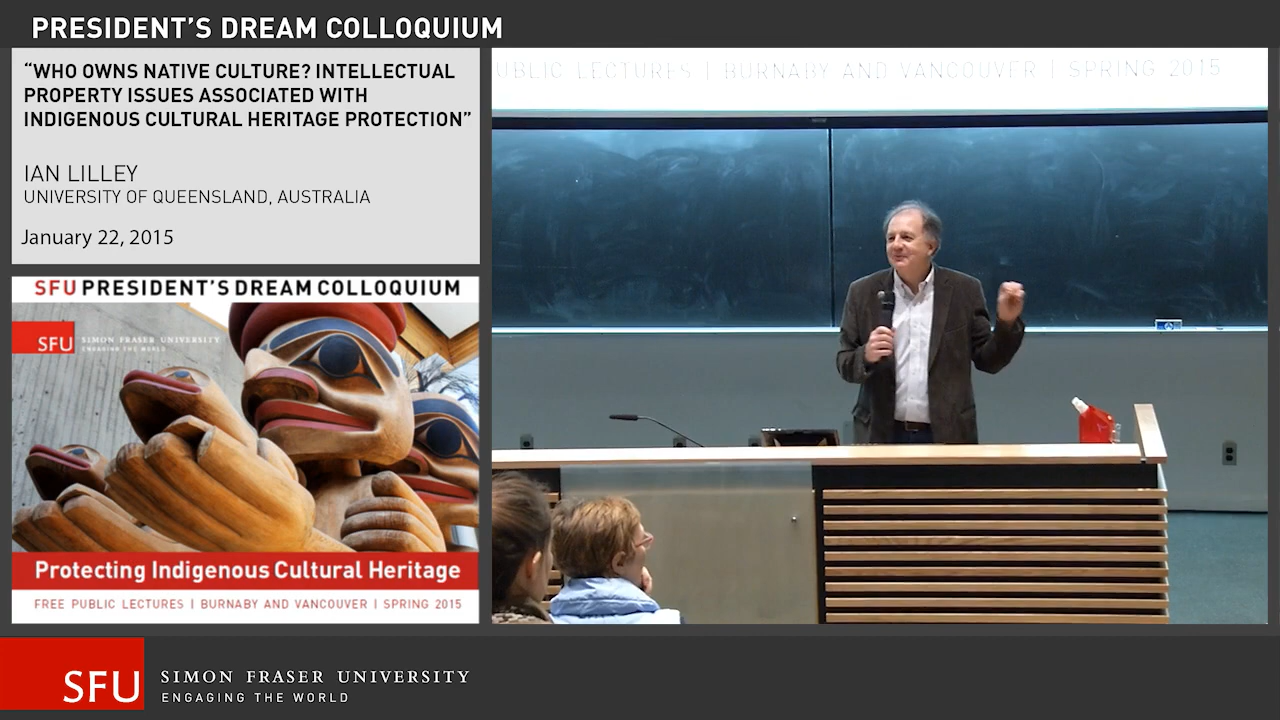 PRESIDENT'S DREAM COLLOQUIUM
"WHO OWNS NATIVE CULTURE? INTELLECTUAL
PROPERTY ISSUES ASSOCIATED WITH
INDIGENOUS CULTURAL HERITAGE PROTECTION"
IAN LILLEY
UNIVERSITY OF QUEENSLAND, AUSTRALIA
January 22, 2015
SFU PRESIDENT'S DREAM COLLOQUIUM
SFU SIMON FRASER UNIVERSITY
ENGAGING THE WORLD
Protecting Indigenous Cultural Heritage
FREE PUBLIC LECTURES | BURNABY AND VANCOUVER | SPRING 2015
UBLIC LECTURES | BURNABY AND VANCOUVER | SPRING 2015
SFU SIMON FRASER UNIVERSITY
ENGAGING THE WORLD